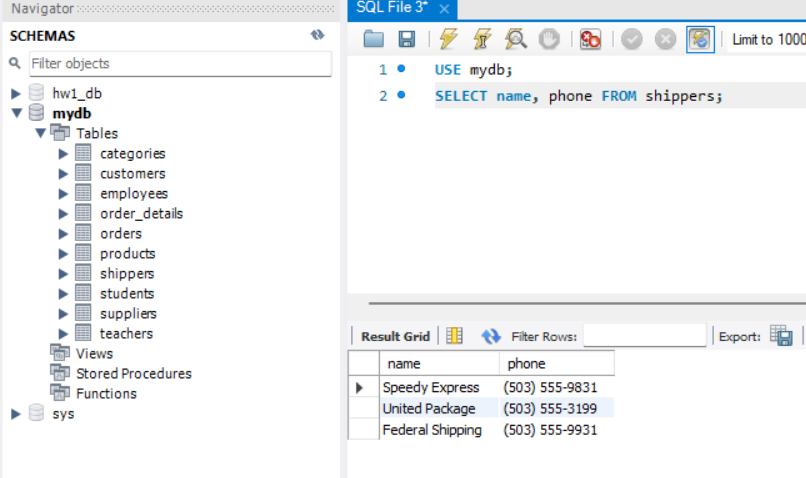 Navigator
SCHEMAS
Filter objects
hw1_db
mydb
Tables
categories
customers
employees
order_details
orders
products
shippers
students
suppliers
teachers
Views
Stored Procedures
Functions
sys
SQL File 3*
Limit to 1000
1 USE mydb;
2 SELECT name, phone FROM shippers;
Result Grid Filter Rows: Export:
name phone
Speedy Express (503) 555-9831
United Package (503) 555-3199
Federal Shipping (503) 555-9931